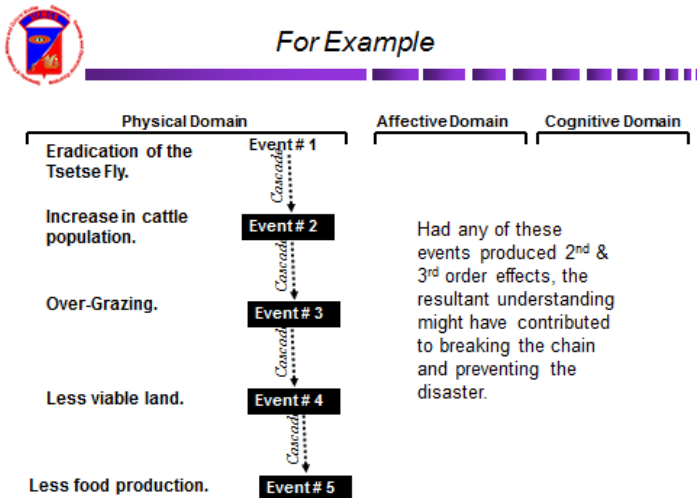 For Example
Physical Domain
Affective Domain
Cognitive Domain
Eradication of the
Tsetse Fly.
Event # 1
Cascade
Increase in cattle
population.
Event # 2
Cascade
Over-Grazing.
Event # 3
Cascade
Less viable land.
Event # 4
Cascade
Less food production.
Event # 5
Had any of these
events produced 2nd &
3rd order effects, the
resultant understanding
might have contributed
to breaking the chain
and preventing the
disaster.